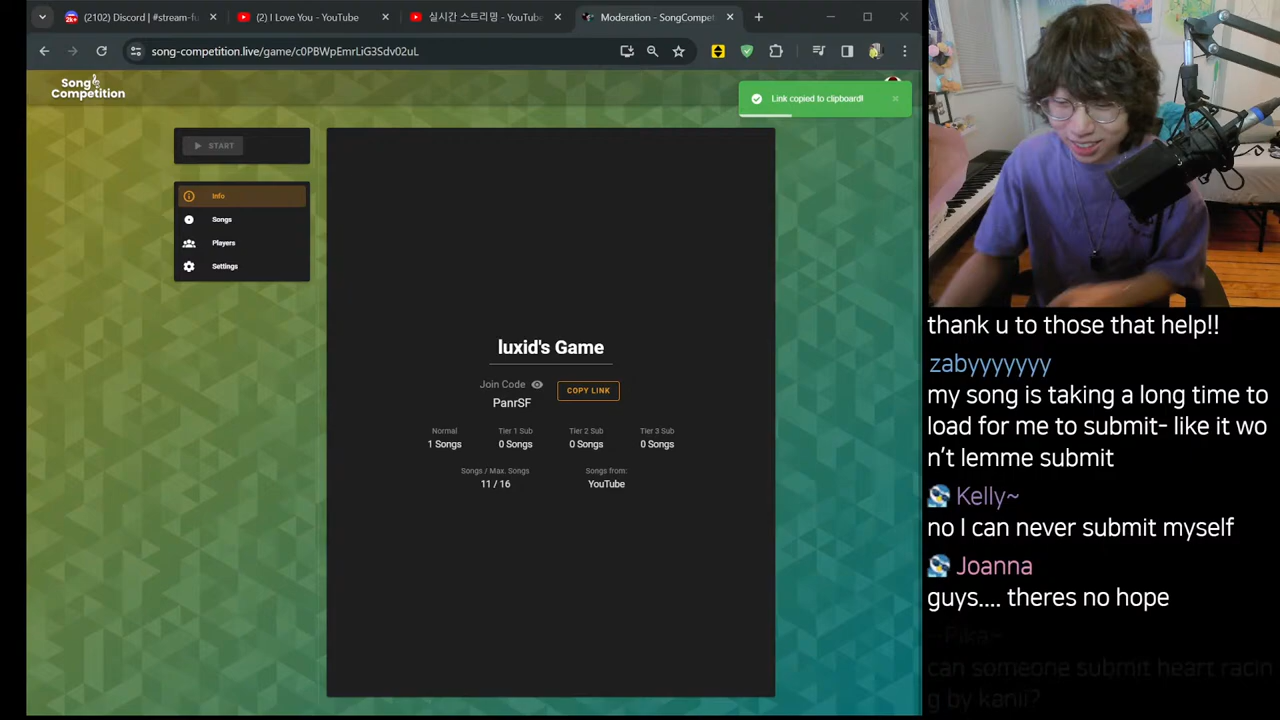 (2102) Discord | #stream-fu
(2) I Love You - YouTube
실시간 스트리밍 - YouTube
Moderation - SongCompet
song-competition.live/game/c0PBWpEmrLiG3Sdv02uL
Song
Competition
Link copied to clipboard!
START
Info
Songs
Players
Settings
luxid's Game
Join Code
PanrSF
COPY LINK
Normal
1 Songs
Tier 1 Sub
0 Songs
Tier 2 Sub
0 Songs
Tier 3 Sub
0 Songs
Songs / Max. Songs
11 / 16
Songs from:
YouTube
thank u to those that help!!
zabyyyyyyy
my song is taking a long time to
load for me to submit- like it wo
n't lemme submit
Kelly~
no I can never submit myself
Joanna
guys.... theres no hope
~Pika~
can someone submit heart racin
g by kanii?